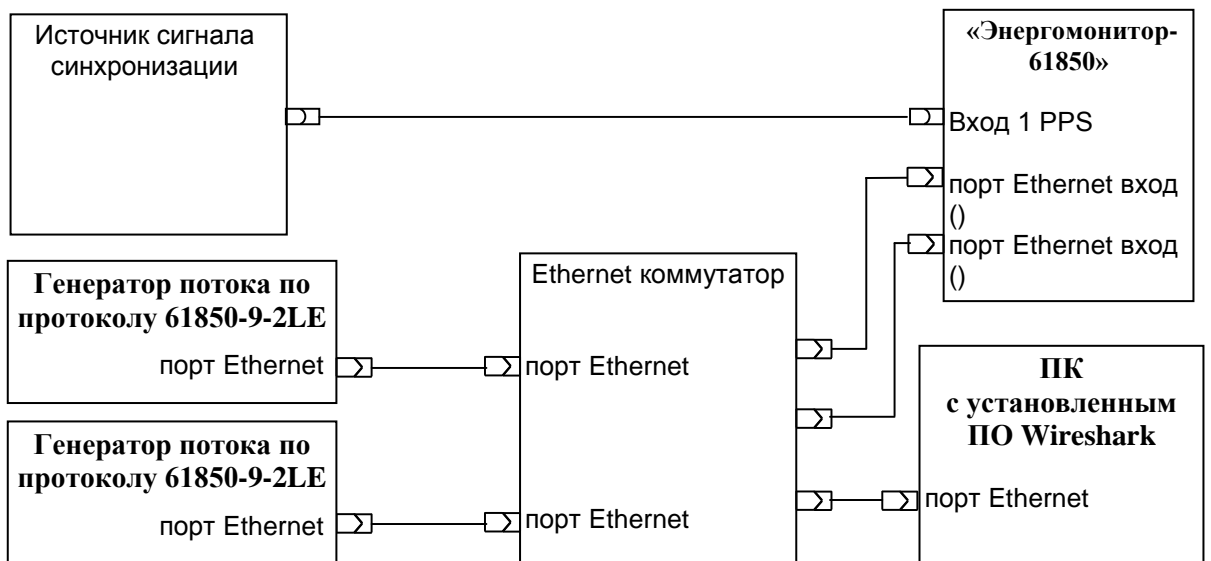 Источник сигнала
синхронизации
«Энергомонитор-
61850»
Вход 1 PPS
порт Ethernet вход
()
порт Ethernet вход
()
Генератор потока по
протоколу 61850-9-2LE
порт Ethernet
Ethernet коммутатор
порт Ethernet
порт Ethernet
Генератор потока по
протоколу 61850-9-2LE
порт Ethernet
ПК
с установленным
ПО Wireshark
порт Ethernet